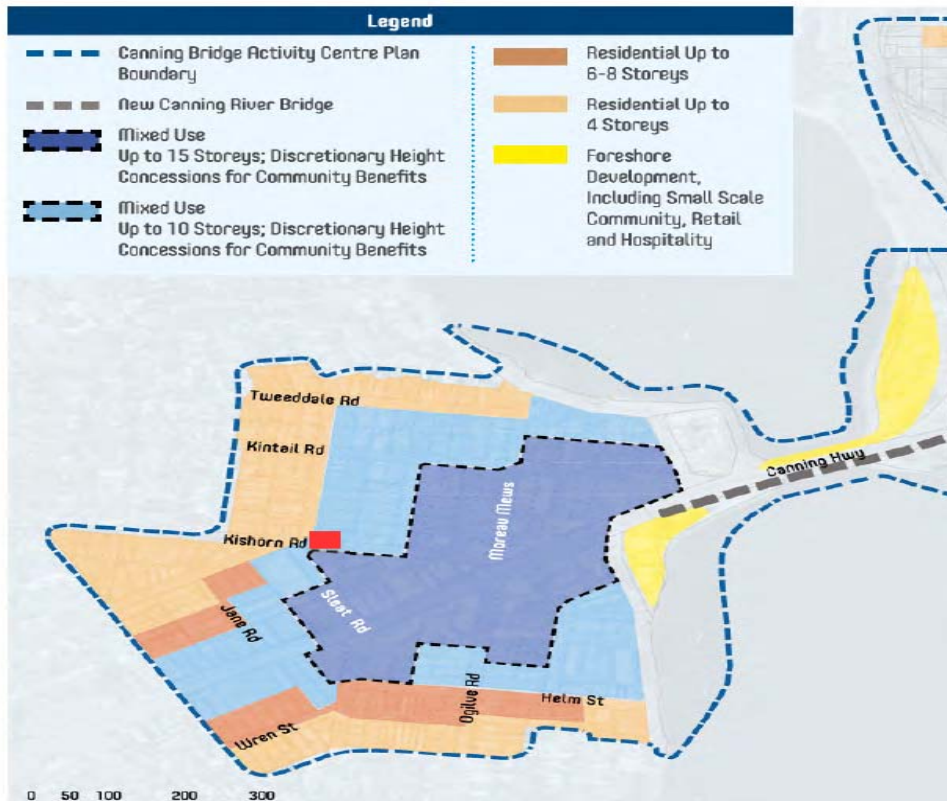 Legend
Canning Bridge Activity Centre Plan
Boundary
New Canning River Bridge
Mixed Use
Up to 15 Storeys; Discretionary Height
Concessions for Community Benefits
Mixed Use
Up to 10 Storeys; Discretionary Height
Concessions for Community Benefits
Residential Up to
6-8 Storeys
Residential Up to
4 Storeys
Foreshore
Development,
Including Small Scale
Community, Retail
and Hospitality
Tweeddale Rd
Kintail Rd
Canning Hwy
Moreau Mews
Kishorn Rd
Sleat Rd
Jane Rd
Ogilve Rd
Helm St
Wren St
0 50 100 200 300